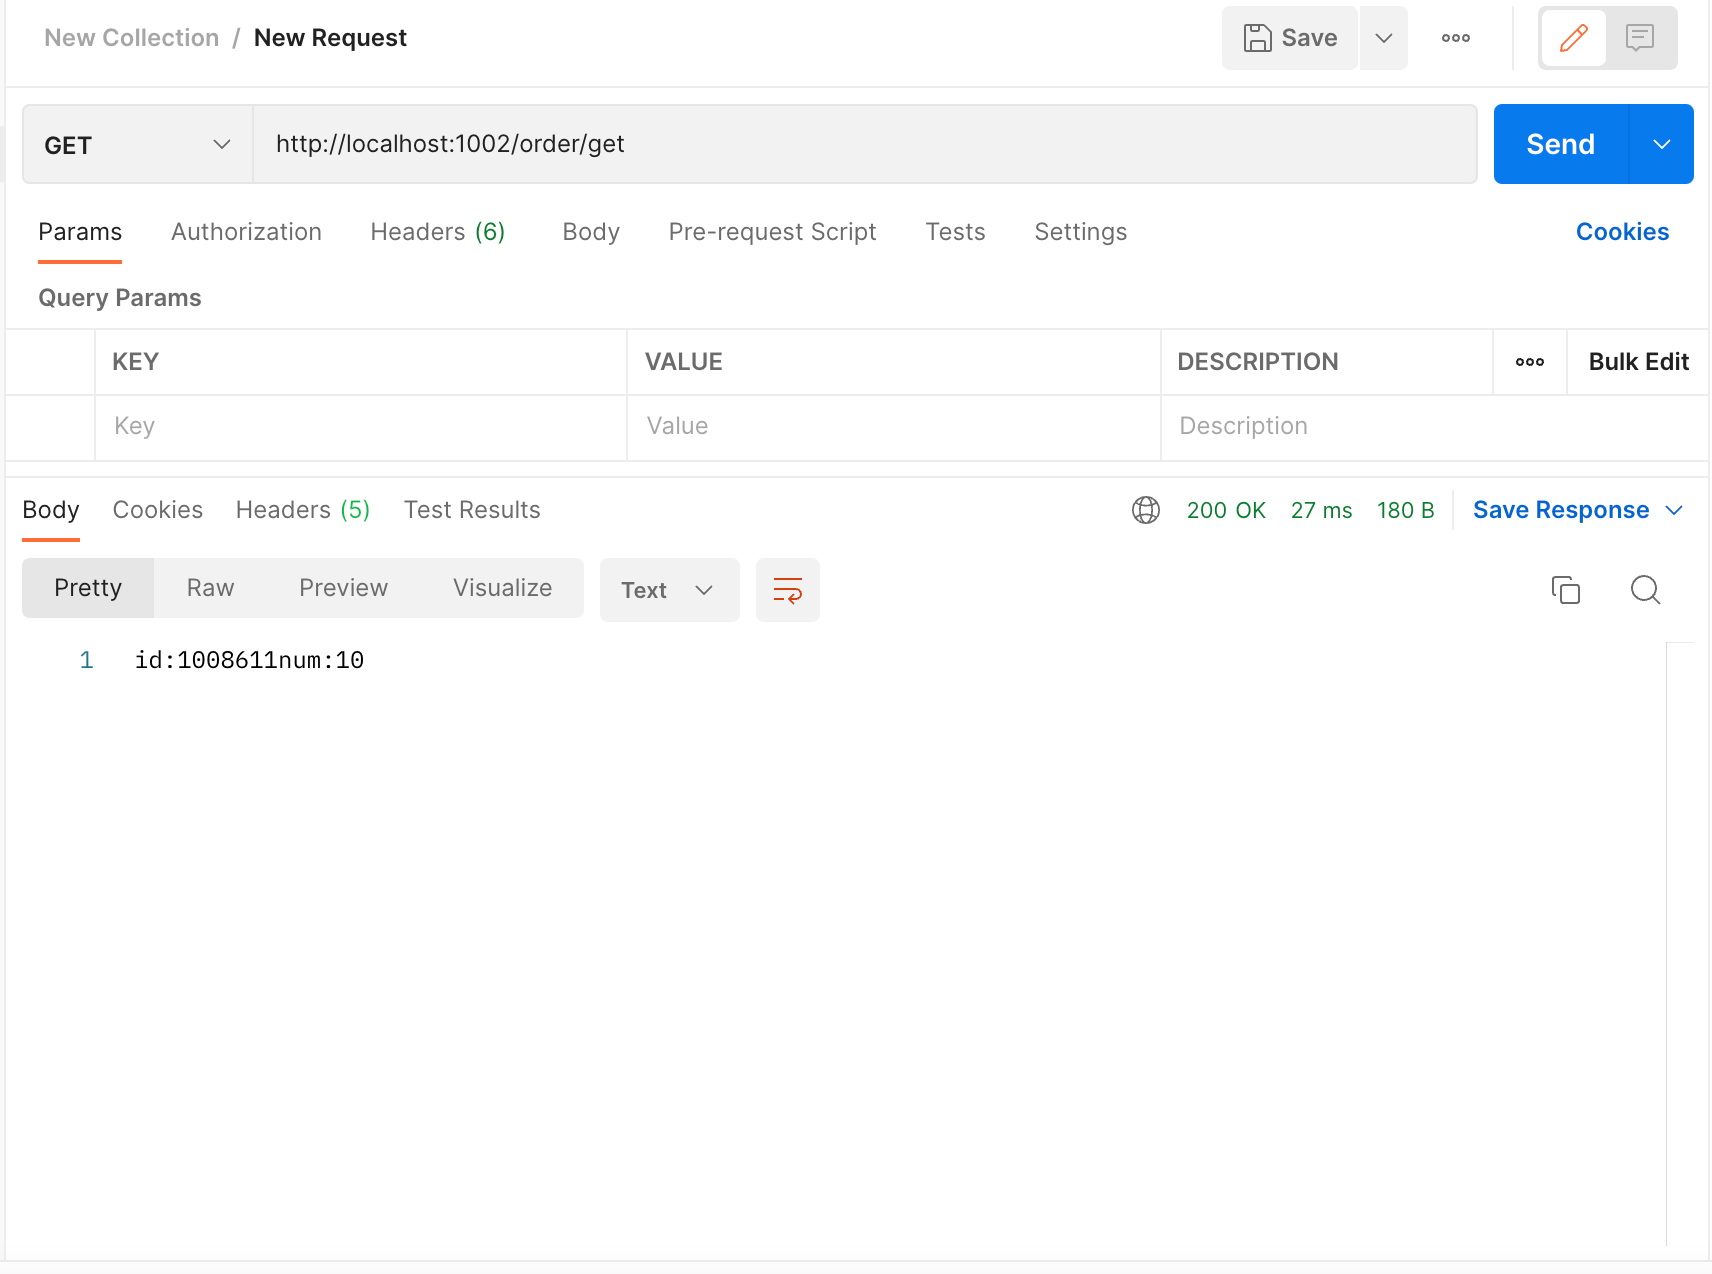 New Collection / New Request Save
GET http://localhost:1002/order/get Send
Params Authorization Headers (6) Body Pre-request Script Tests Settings Cookies
Query Params
KEY VALUE DESCRIPTION Bulk Edit
Key Value Description
Body Cookies Headers (5) Test Results 200 OK 27 ms 180 B Save Response
Pretty Raw Preview Visualize Text
1 id:1008611num:10